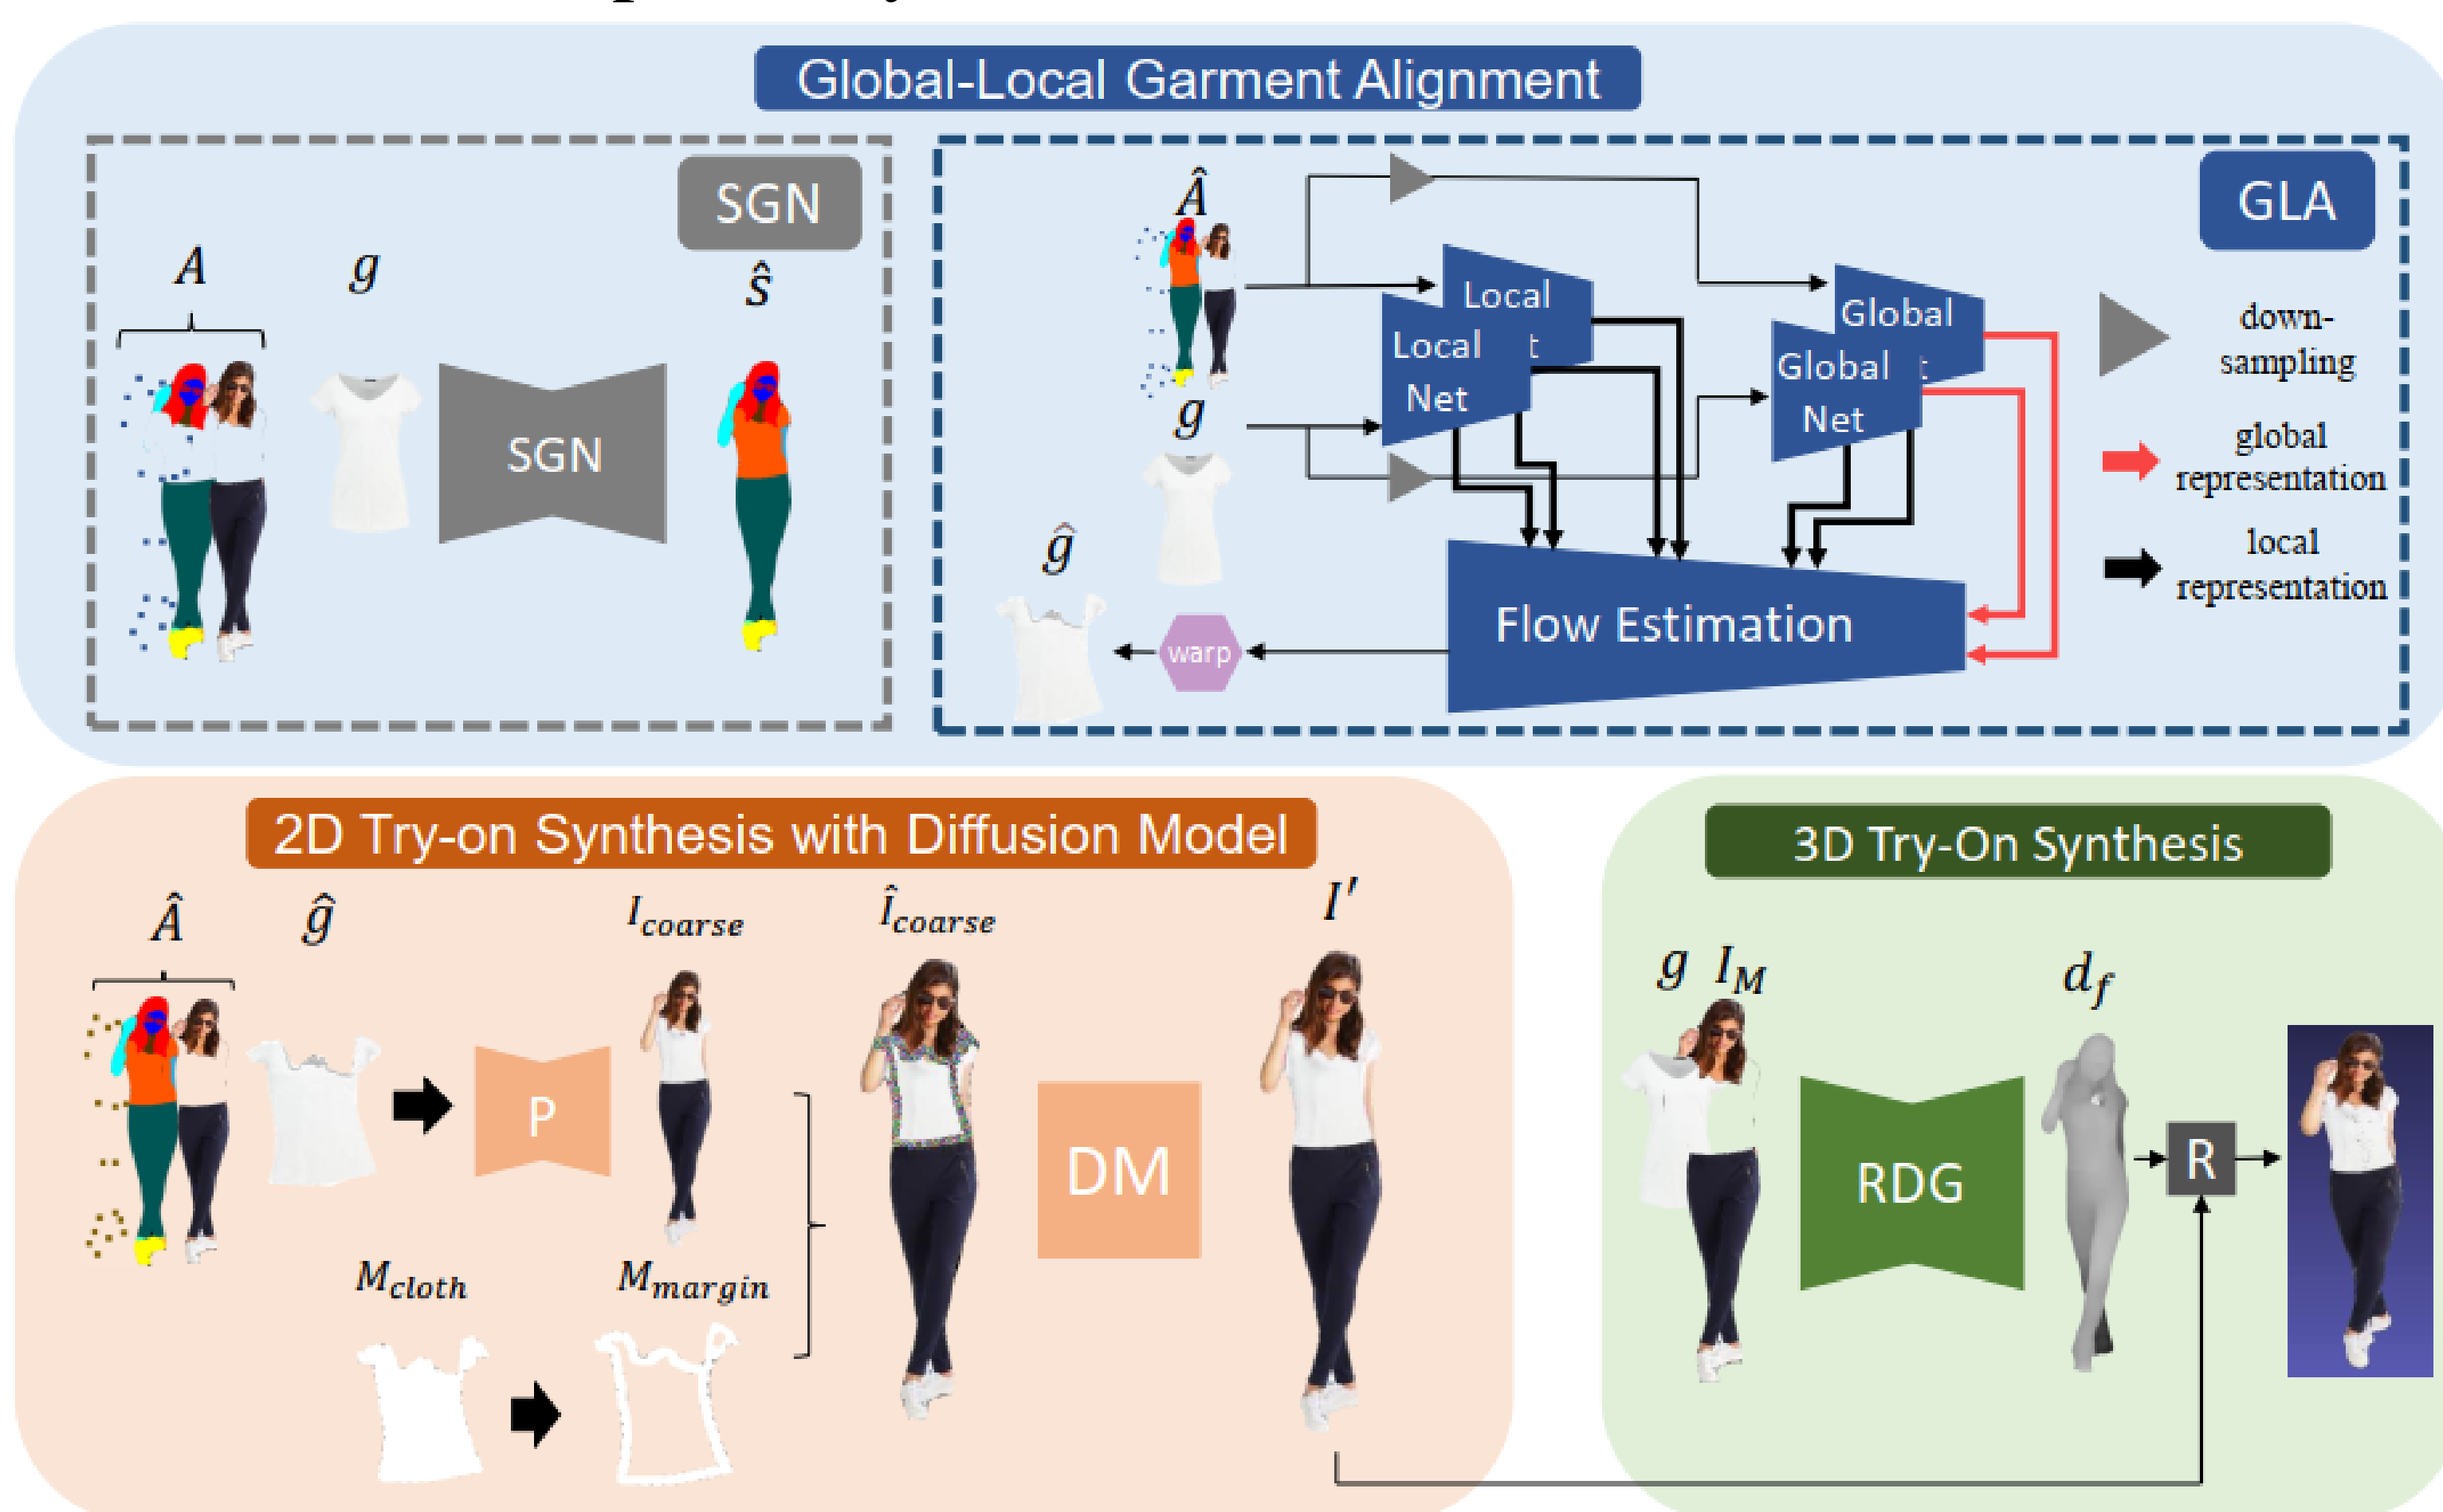 Global-Local Garment Alignment
SGN
A
g
ŝ
SGN
GLA
Â
g
ĝ
Local
t
Local
Net
Global
t
Global
Net
Flow Estimation
warp
down-
sampling
global
representation
local
representation
2D Try-on Synthesis with Diffusion Model
Â
ĝ
I_coarse
Î_coarse
I′
P
DM
M_cloth
M_margin
3D Try-On Synthesis
g I_M
d_f
RDG
R